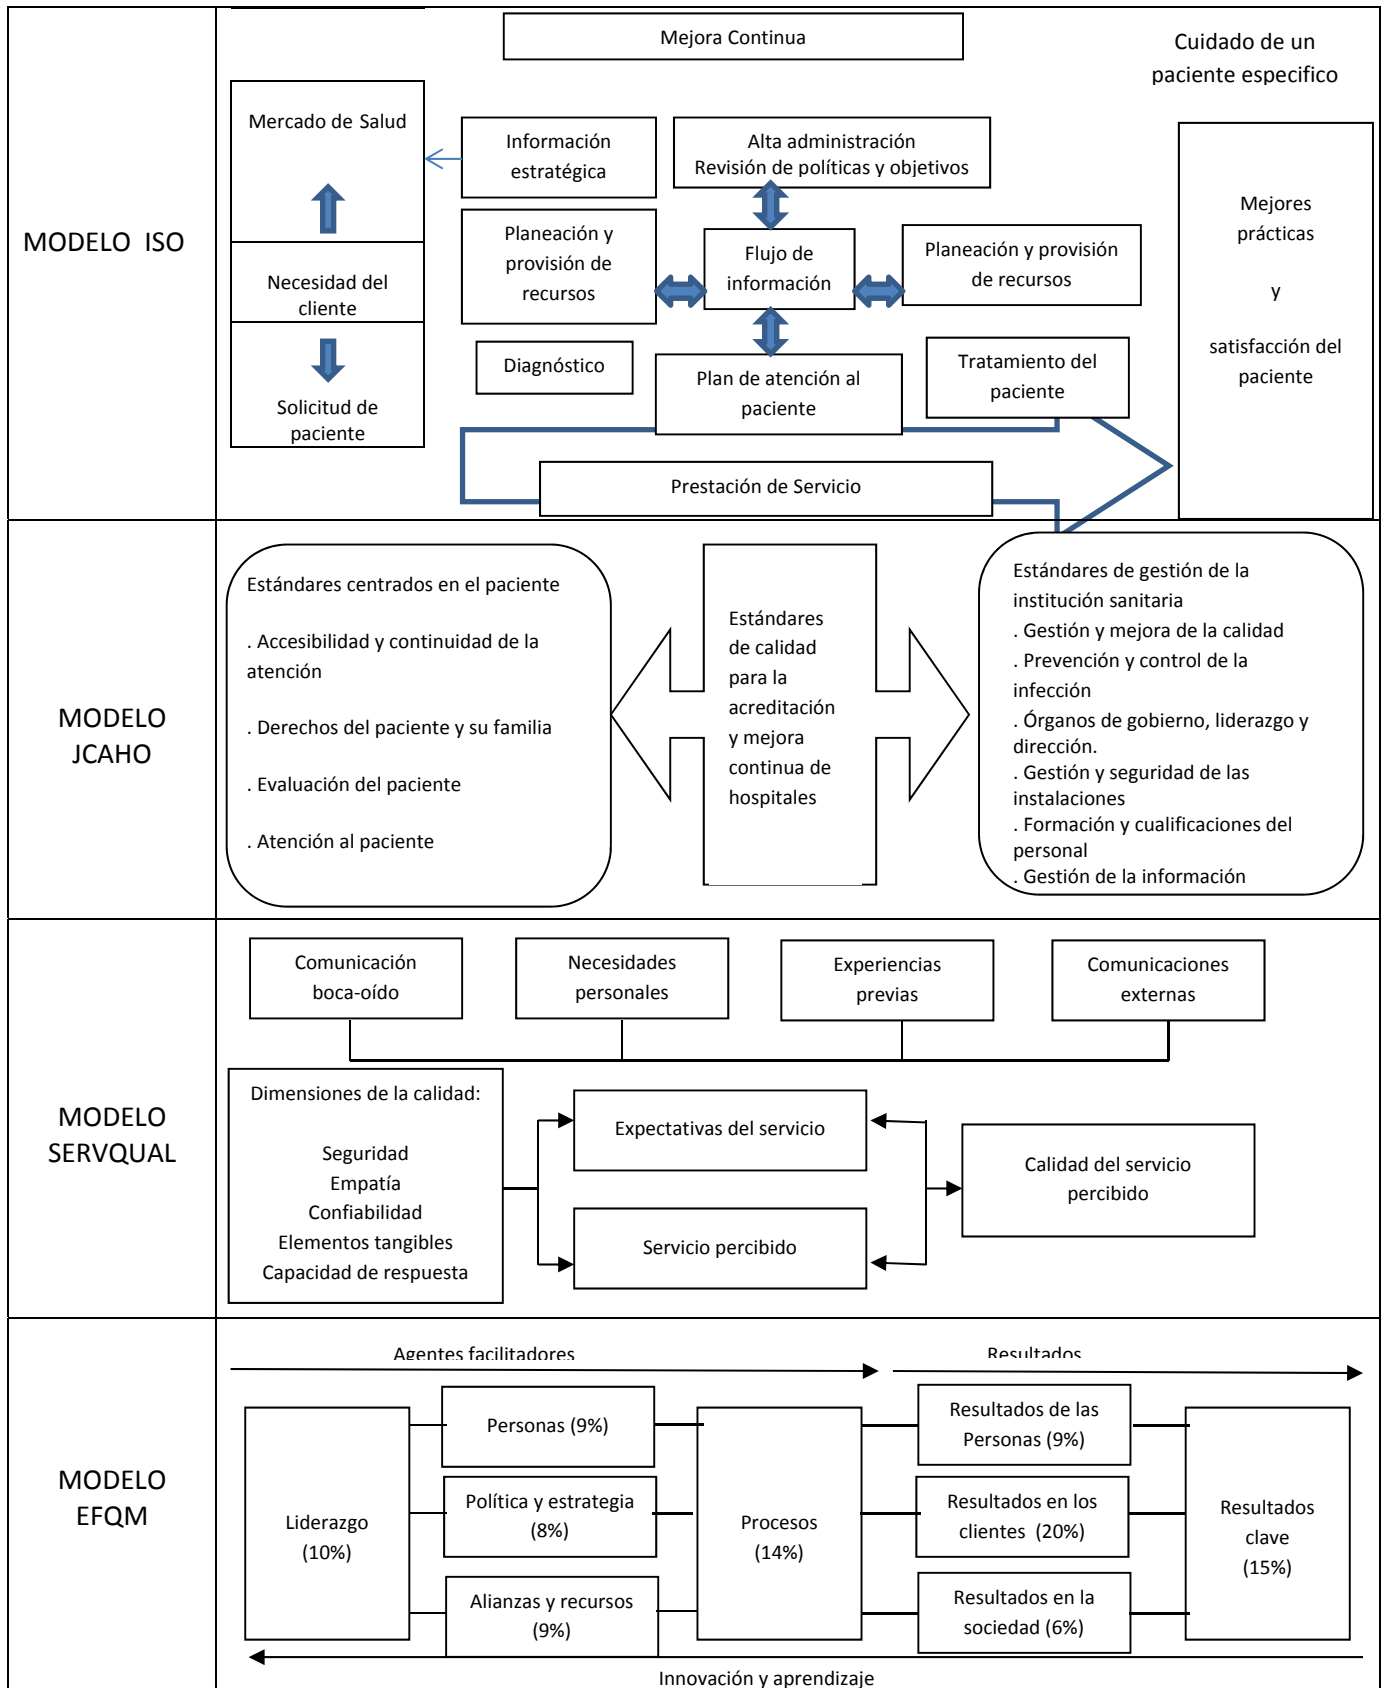 MODELO ISO
Mejora Continua
Cuidado de un
paciente especifico
Mercado de Salud
Necesidad del
cliente
Solicitud de
paciente
Información
estratégica
Alta administración
Revisión de políticas y objetivos
Planeación y
provisión de
recursos
Flujo de
información
Planeación y provisión
de recursos
Diagnóstico
Plan de atención al
paciente
Tratamiento del
paciente
Prestación de Servicio
Mejores
prácticas
y
satisfacción del
paciente
MODELO
JCAHO
Estándares centrados en el paciente
. Accesibilidad y continuidad de la
atención
. Derechos del paciente y su familia
. Evaluación del paciente
. Atención al paciente
Estándares
de calidad
para la
acreditación
y mejora
continua de
hospitales
Estándares de gestión de la
institución sanitaria
. Gestión y mejora de la calidad
. Prevención y control de la
infección
. Órganos de gobierno, liderazgo y
dirección.
. Gestión y seguridad de las
instalaciones
. Formación y cualificaciones del
personal
. Gestión de la información
MODELO
SERVQUAL
Comunicación
boca-oído
Necesidades
personales
Experiencias
previas
Comunicaciones
externas
Dimensiones de la calidad:
Seguridad
Empatía
Confiabilidad
Elementos tangibles
Capacidad de respuesta
Expectativas del servicio
Servicio percibido
Calidad del servicio
percibido
MODELO
EFQM
Agentes facilitadores
Resultados
Liderazgo
(10%)
Personas (9%)
Política y estrategia
(8%)
Alianzas y recursos
(9%)
Procesos
(14%)
Resultados de las
Personas (9%)
Resultados en los
clientes (20%)
Resultados en la
sociedad (6%)
Resultados
clave
(15%)
Innovación y aprendizaje